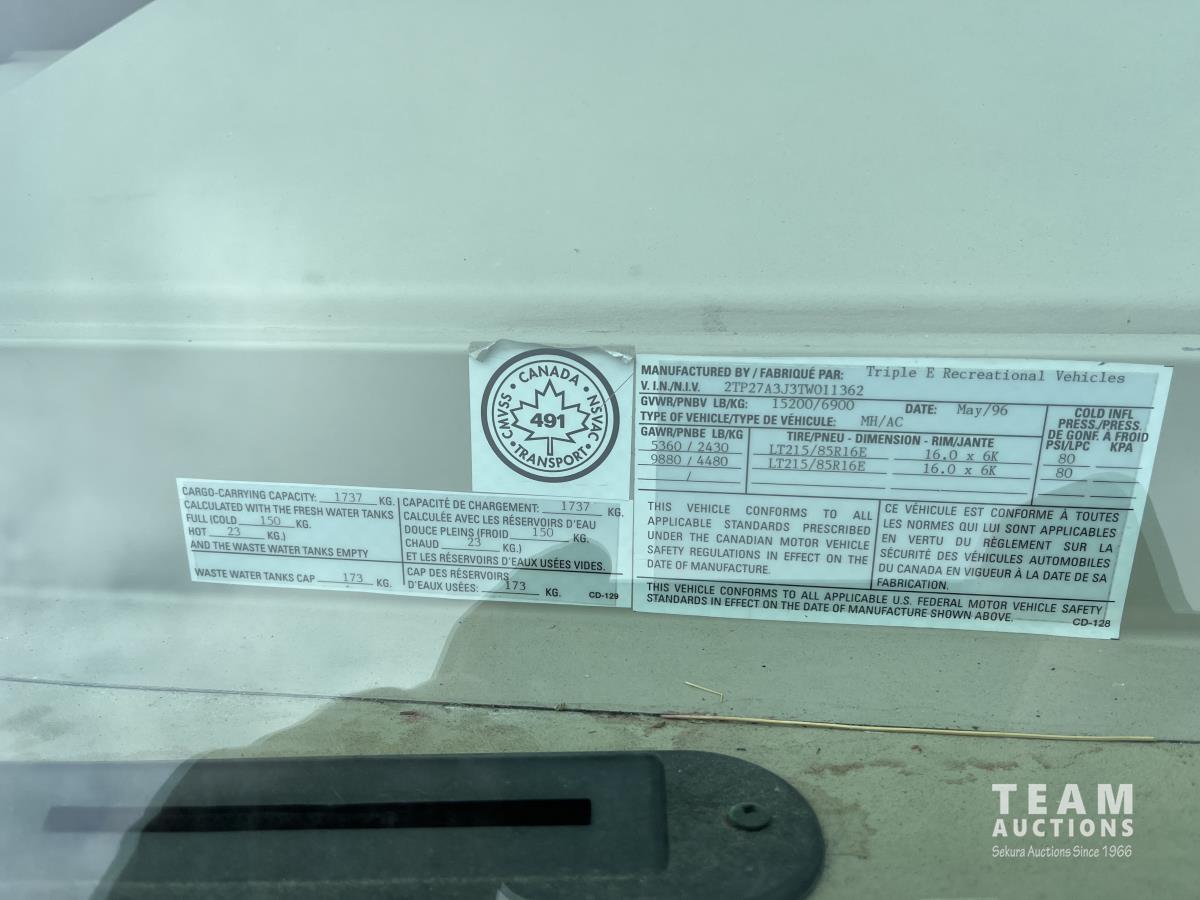 CMVSS • CANADA • NSVAC • TRANSPORT •
491
MANUFACTURED BY / FABRIQUÉ PAR: Triple E Recreational Vehicles
V. I.N./N.I.V. 2TP27A3J3TW011362
GVWR/PNBV LB/KG: 15200/6900 DATE: May/96
TYPE OF VEHICLE/TYPE DE VÉHICULE: MH/AC
COLD INFL
PRESS./PRESS.
DE GONF. À FROID
PSI/LPC KPA
GAWR/PNBE LB/KG TIRE/PNEU - DIMENSION - RIM/JANTE
5360 / 2430 LT215/85R16E 16.0 x 6K 80
9880 / 4480 LT215/85R16E 16.0 x 6K 80
/
THIS VEHICLE CONFORMS TO ALL
APPLICABLE STANDARDS PRESCRIBED
UNDER THE CANADIAN MOTOR VEHICLE
SAFETY REGULATIONS IN EFFECT ON THE
DATE OF MANUFACTURE.
CE VÉHICULE EST CONFORME À TOUTES
LES NORMES QUI LUI SONT APPLICABLES
EN VERTU DU RÈGLEMENT SUR LA
SÉCURITÉ DES VÉHICULES AUTOMOBILES
DU CANADA EN VIGUEUR À LA DATE DE SA
FABRICATION.
THIS VEHICLE CONFORMS TO ALL APPLICABLE U.S. FEDERAL MOTOR VEHICLE SAFETY
STANDARDS IN EFFECT ON THE DATE OF MANUFACTURE SHOWN ABOVE. CD-128
CARGO-CARRYING CAPACITY: 1737 KG.
CALCULATED WITH THE FRESH WATER TANKS
FULL (COLD 150 KG.
HOT 23 KG.)
AND THE WASTE WATER TANKS EMPTY
WASTE WATER TANKS CAP 173 KG.
CAPACITÉ DE CHARGEMENT: 1737 KG.
CALCULÉE AVEC LES RÉSERVOIRS D'EAU
DOUCE PLEINS (FROID 150 KG.
CHAUD 23 KG.)
ET LES RÉSERVOIRS D'EAUX USÉES VIDES.
CAP DES RÉSERVOIRS
D'EAUX USÉES: 173 KG. CD-129
TEAM
AUCTIONS
Sekura Auctions Since 1966